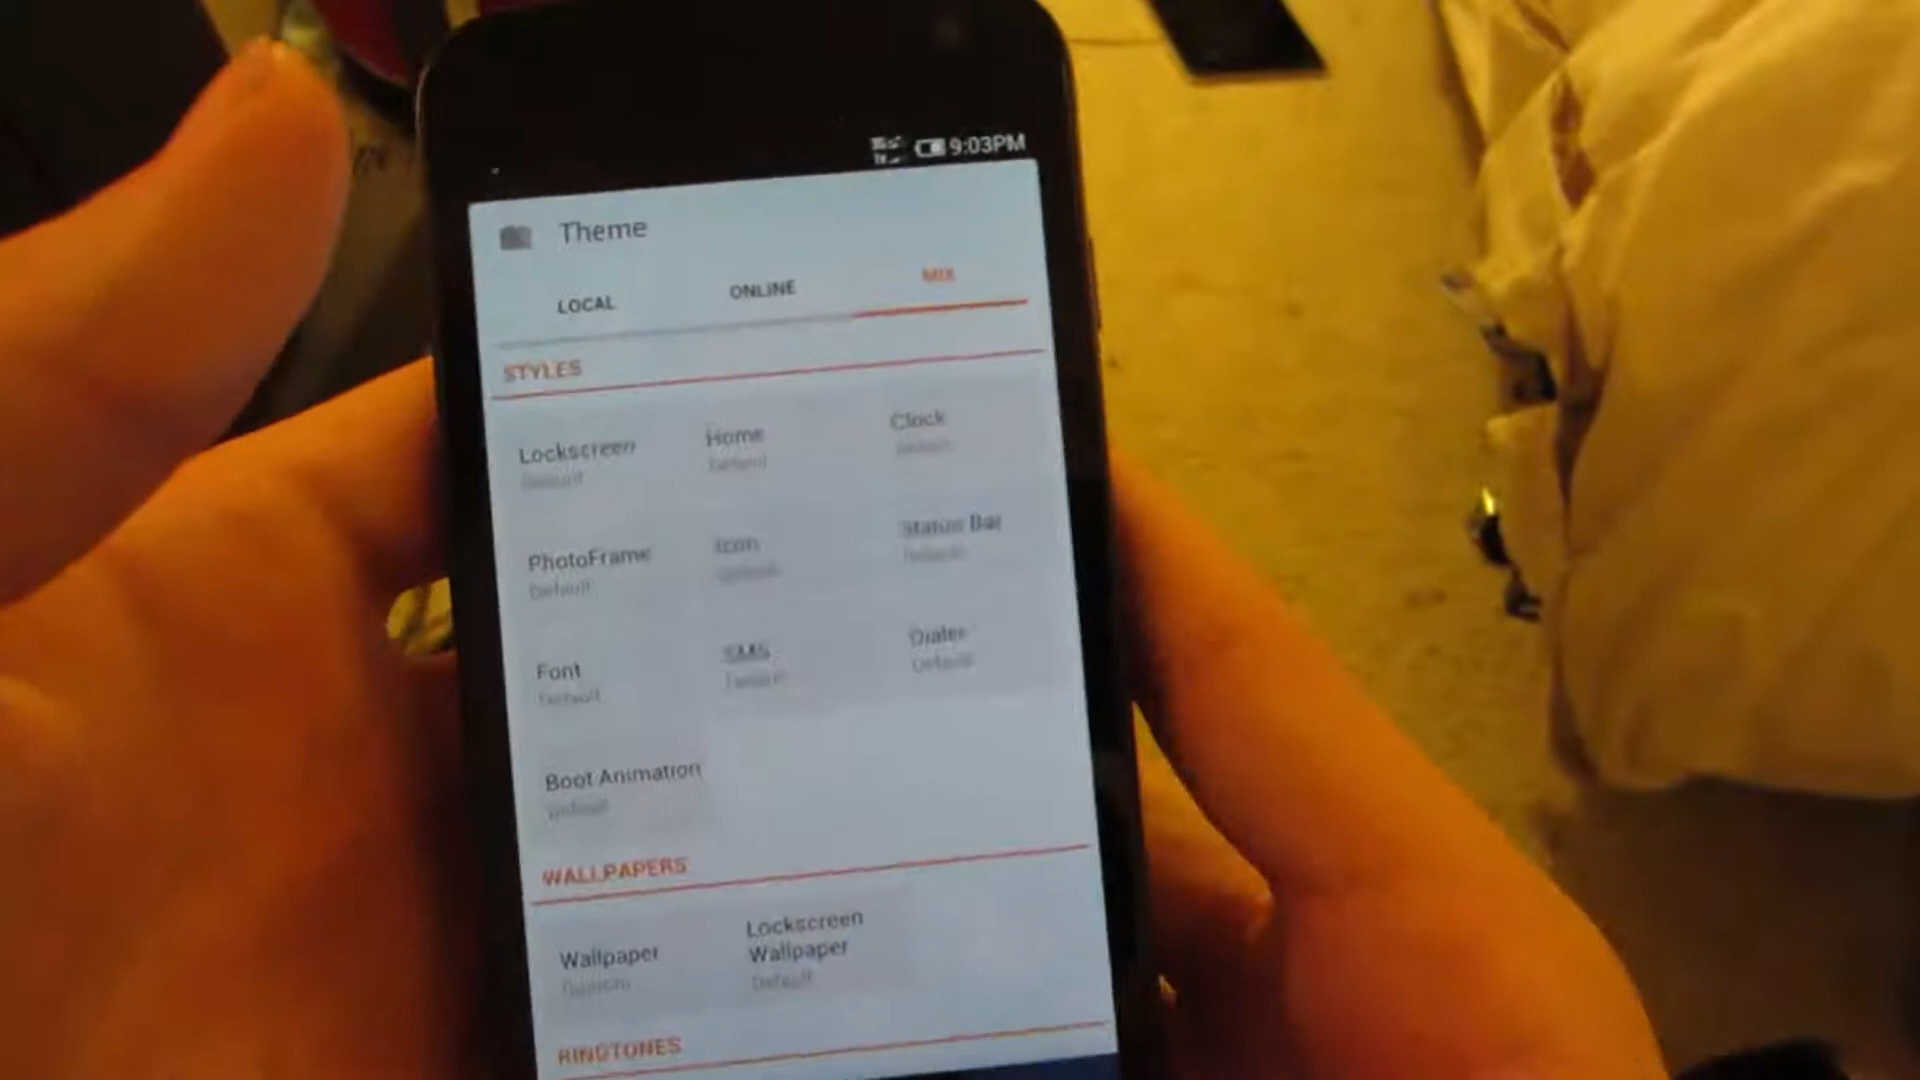 9:03PM
Theme
LOCAL ONLINE MIX
STYLES
Lockscreen Home Clock
Default Default Default
PhotoFrame Icon Status Bar
Default Default Default
Font SMS Dialer
Default Default Default
Boot Animation
Default
WALLPAPERS
Wallpaper Lockscreen
Wallpaper
Default
RINGTONES